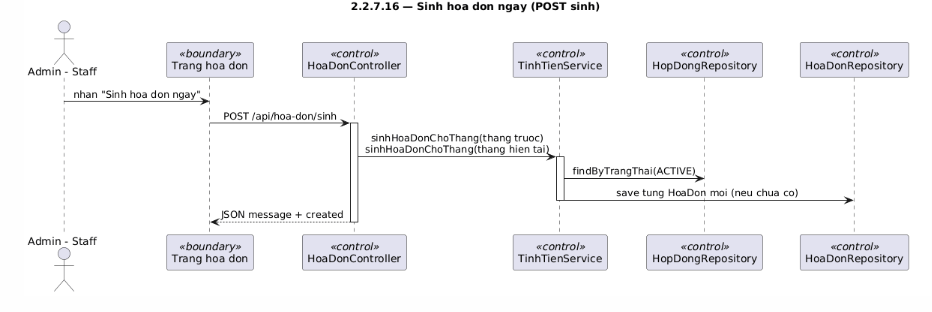 2.2.7.16 — Sinh hoa don ngay (POST sinh)
Admin - Staff
«boundary»
Trang hoa don
«control»
HoaDonController
«control»
TinhTienService
«control»
HopDongRepository
«control»
HoaDonRepository
nhan "Sinh hoa don ngay"
POST /api/hoa-don/sinh
sinhHoaDonChoThang(thang truoc)
sinhHoaDonChoThang(thang hien tai)
findByTrangThai(ACTIVE)
save tung HoaDon moi (neu chua co)
JSON message + created
Admin - Staff
«boundary»
Trang hoa don
«control»
HoaDonController
«control»
TinhTienService
«control»
HopDongRepository
«control»
HoaDonRepository